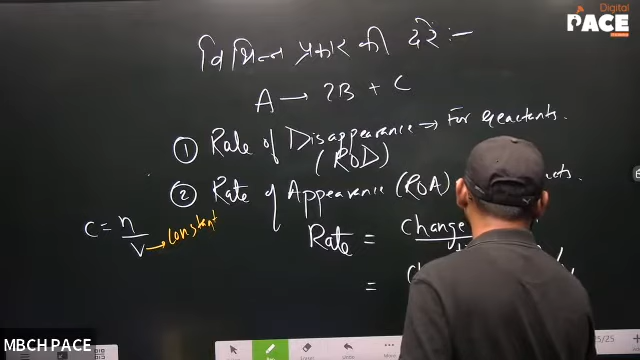 Digital
PACE
विभिन्न प्रकार की दरें :-
A → 2B + C
① Rate of Disappearance → For reactants.
(ROD)
② Rate of Appearance (ROA)
C = n
V → constant
Rate = Change
=
MBCH PACE